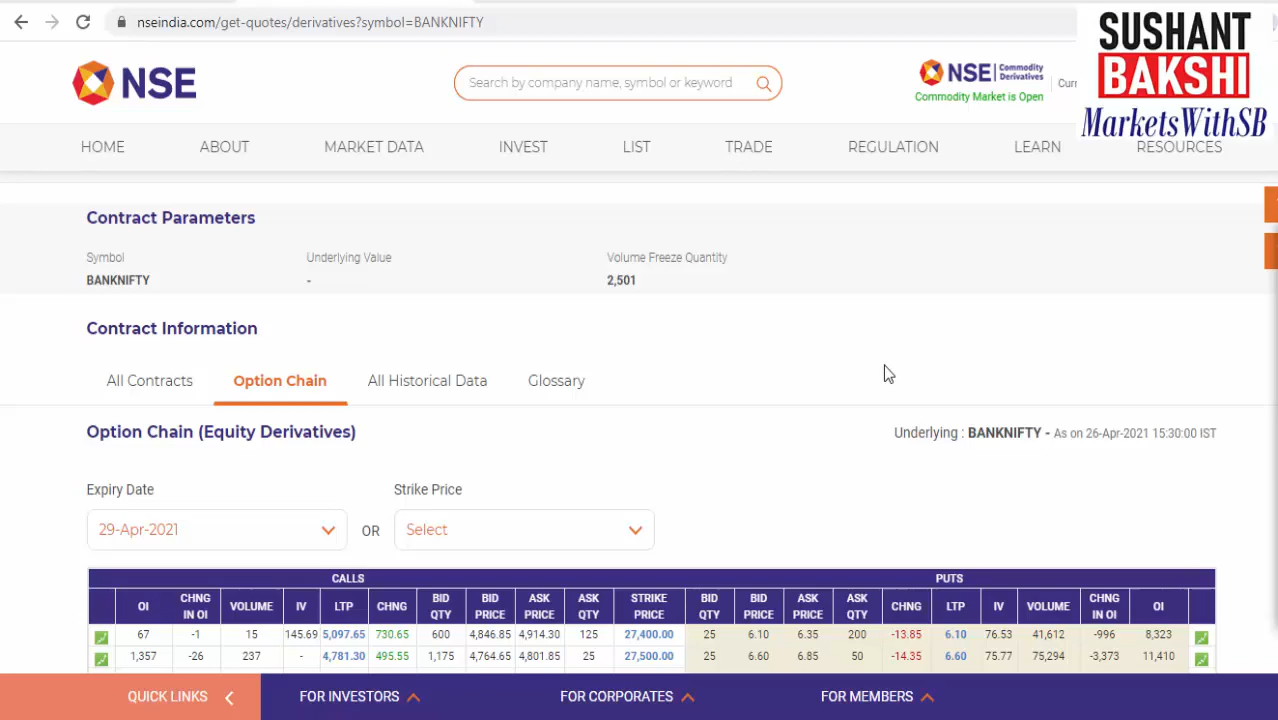 nseindia.com/get-quotes/derivatives?symbol=BANKNIFTY
SUSHANT
BAKSHI
MarketsWithSB
NSE
Search by company name, symbol or keyword
NSE Commodity Derivatives
Commodity Market is Open
Curr
HOME ABOUT MARKET DATA INVEST LIST TRADE REGULATION LEARN RESOURCES
Contract Parameters
Symbol Underlying Value Volume Freeze Quantity
BANKNIFTY - 2,501
Contract Information
All Contracts Option Chain All Historical Data Glossary
Option Chain (Equity Derivatives)
Underlying : BANKNIFTY - As on 26-Apr-2021 15:30:00 IST
Expiry Date Strike Price
29-Apr-2021 OR Select
CALLS PUTS
OI CHNG IN OI VOLUME IV LTP CHNG BID QTY BID PRICE ASK PRICE ASK QTY STRIKE PRICE BID QTY BID PRICE ASK PRICE ASK QTY CHNG LTP IV VOLUME CHNG IN OI OI
67 -1 15 145.69 5,097.65 730.65 600 4,846.85 4,914.30 125 27,400.00 25 6.10 6.35 200 -13.85 6.10 76.53 41,612 -996 8,323
1,357 -26 237 - 4,781.30 495.55 1,175 4,764.65 4,801.85 25 27,500.00 25 6.60 6.85 50 -14.35 6.60 75.77 75,294 -3,373 11,410
QUICK LINKS FOR INVESTORS FOR CORPORATES FOR MEMBERS